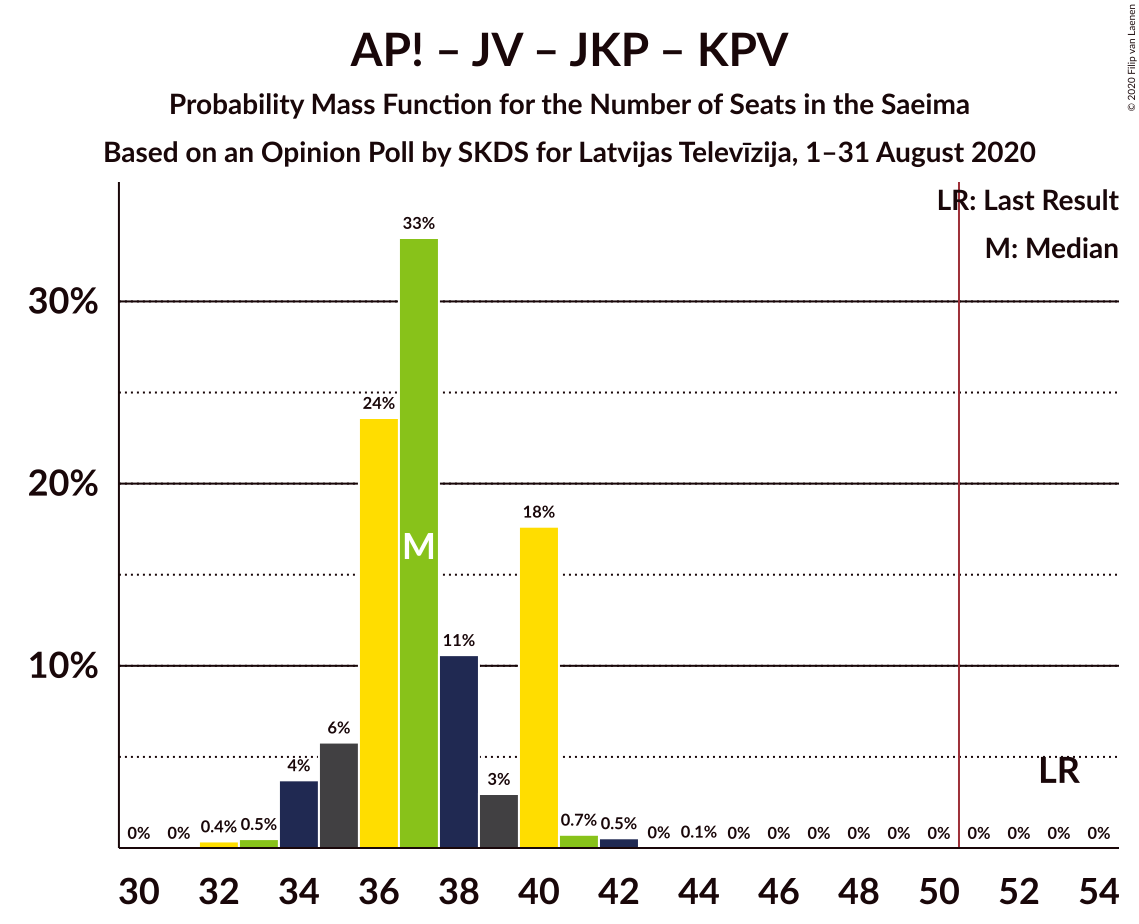 AP! – JV – JKP – KPV
Probability Mass Function for the Number of Seats in the Saeima
Based on an Opinion Poll by SKDS for Latvijas Televīzija, 1–31 August 2020
© 2020 Filip van Laenen
LR: Last Result
M: Median
33%
30%
24%
20%
18%
M
11%
10%
6%
4%
3%
LR
0% 0% 0.4% 0.5% 0.7% 0.5% 0% 0.1% 0% 0% 0% 0% 0% 0% 0% 0% 0% 0%
30 32 34 36 38 40 42 44 46 48 50 52 54